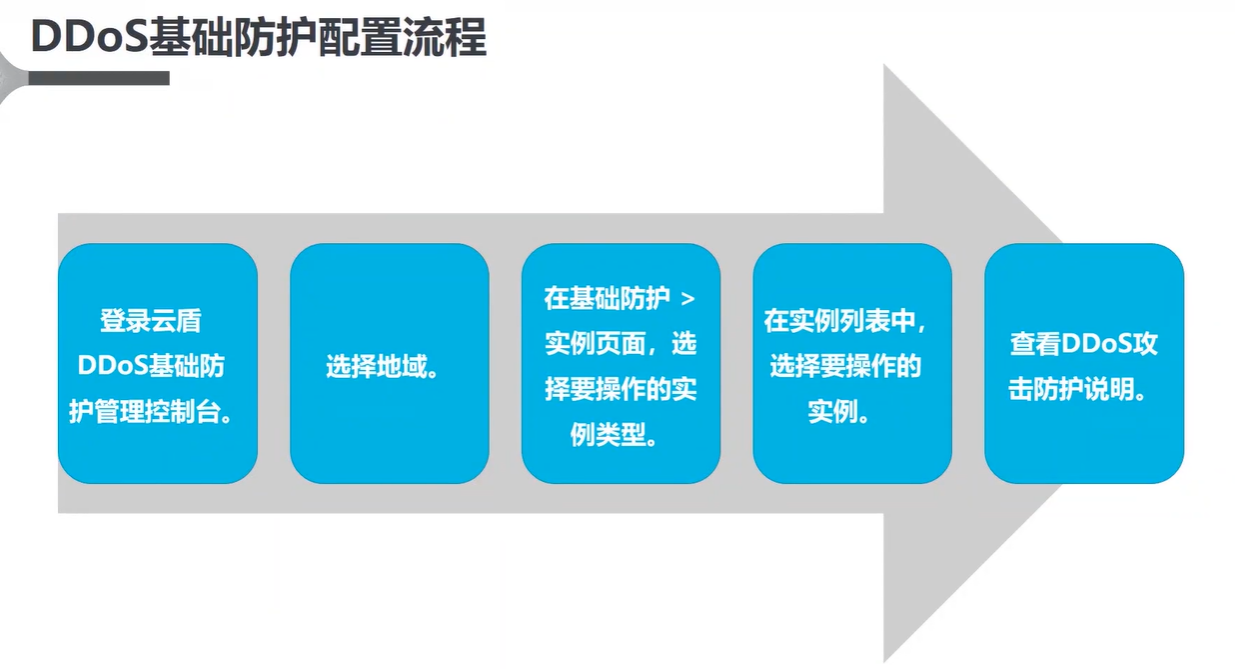 DDoS基础防护配置流程
登录云盾
DDoS基础防
护管理控制台。
选择地域。
在基础防护 >
实例页面，选
择要操作的实
例类型。
在实例列表中，
选择要操作的
实例。
查看DDoS攻
击防护说明。